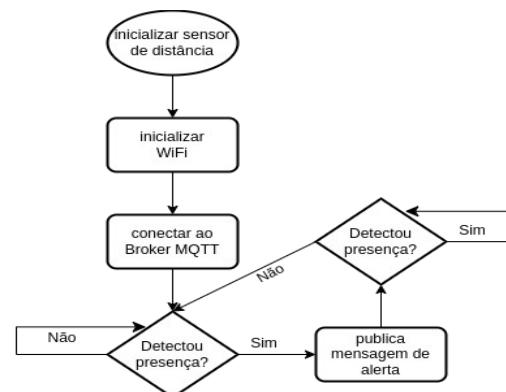 inicializar sensor
de distância
inicializar
WiFi
conectar ao
Broker MQTT
Detectou
presença?
Sim
Não
Não
Detectou
presença?
Sim
publica
mensagem de
alerta